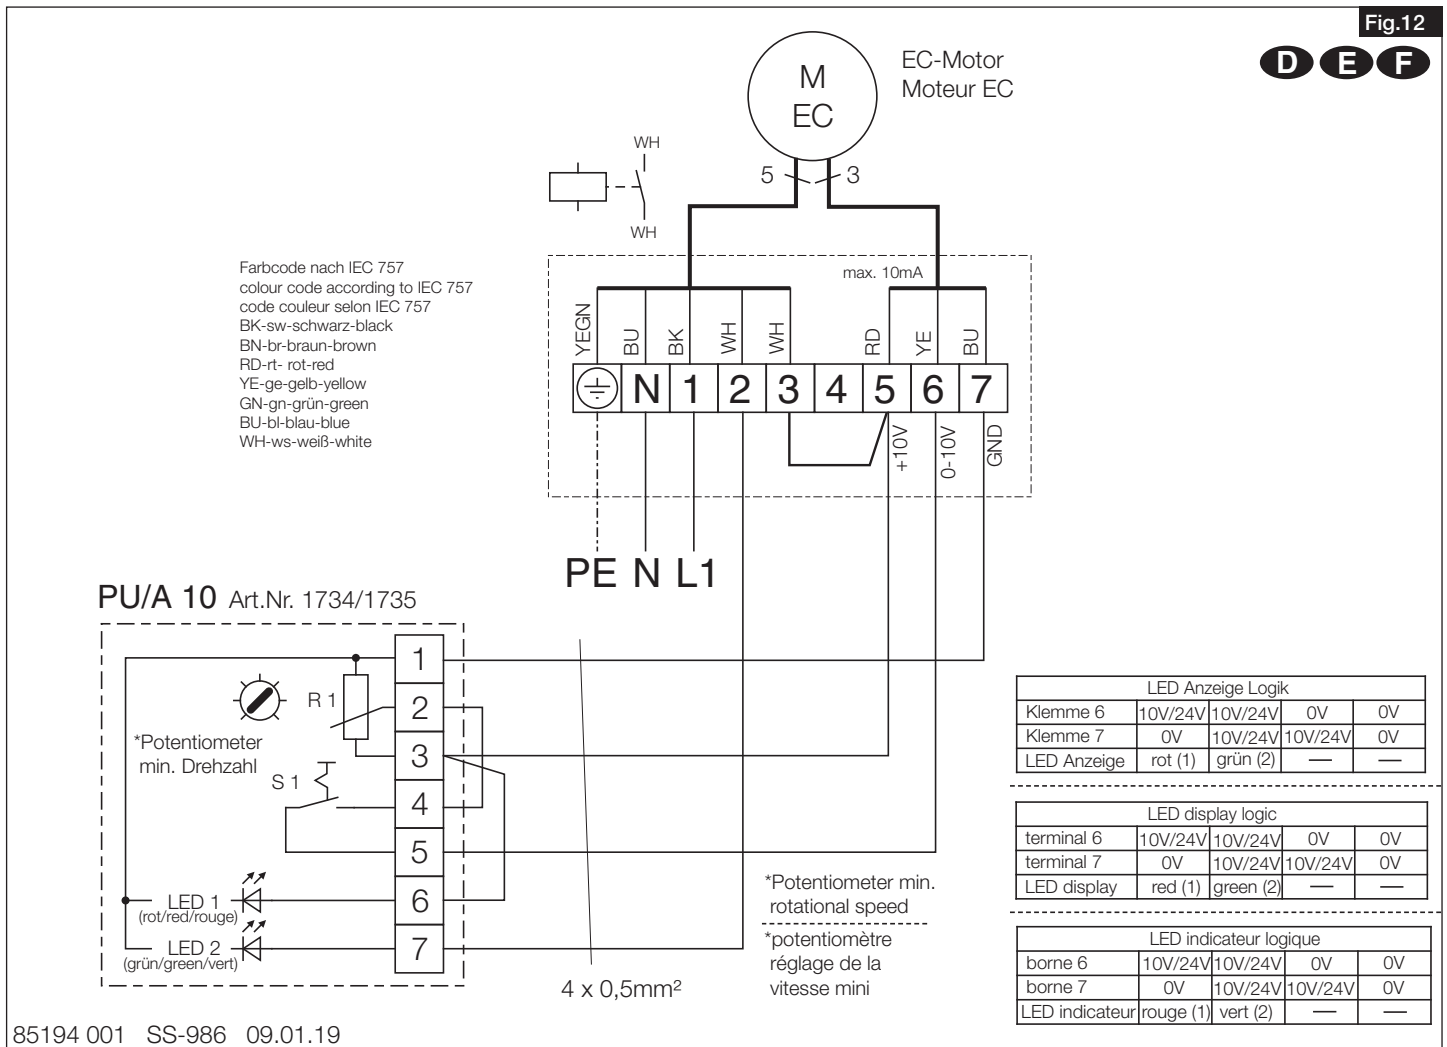 Fig.12
D E F
M
EC
EC-Motor
Moteur EC
5
3
WH
WH
Farbcode nach IEC 757
colour code according to IEC 757
code couleur selon IEC 757
BK-sw-schwarz-black
BN-br-braun-brown
RD-rt- rot-red
YE-ge-gelb-yellow
GN-gn-grün-green
BU-bl-blau-blue
WH-ws-weiß-white
max. 10mA
YEGN BU BK WH WH RD YE BU
N 1 2 3 4 5 6 7
+10V 0-10V GND
PE N L1
PU/A 10 Art.Nr. 1734/1735
1
R 1 2
*Potentiometer
min. Drehzahl
3
S 1
4
5
LED 1 6
(rot/red/rouge)
LED 2 7
(grün/green/vert)
4 x 0,5mm²
*Potentiometer min.
rotational speed
*potentiomètre
réglage de la
vitesse mini
LED Anzeige Logik
Klemme 6 10V/24V 10V/24V 0V 0V
Klemme 7 0V 10V/24V 10V/24V 0V
LED Anzeige rot (1) grün (2) — —
LED display logic
terminal 6 10V/24V 10V/24V 0V 0V
terminal 7 0V 10V/24V 10V/24V 0V
LED display red (1) green (2) — —
LED indicateur logique
borne 6 10V/24V 10V/24V 0V 0V
borne 7 0V 10V/24V 10V/24V 0V
LED indicateur rouge (1) vert (2) — —
85194 001 SS-986 09.01.19